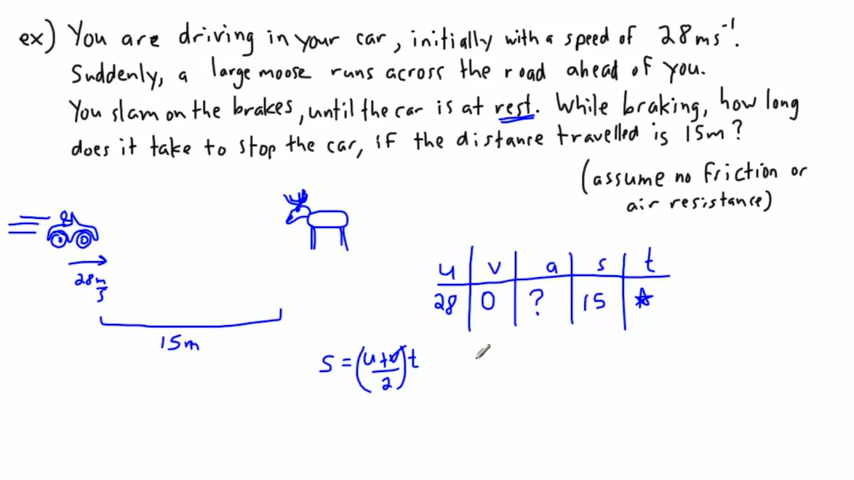 ex) You are driving in your car, initially with a speed of 28ms⁻¹.
Suddenly, a large moose runs across the road ahead of you.
You slam on the brakes, until the car is at rest. While braking, how long
does it take to stop the car, if the distance travelled is 15m?
(assume no friction or
air resistance)
28 m/s
15m
u v a s t
28 0 ? 15 ☆
s = ((u+v)/2)t